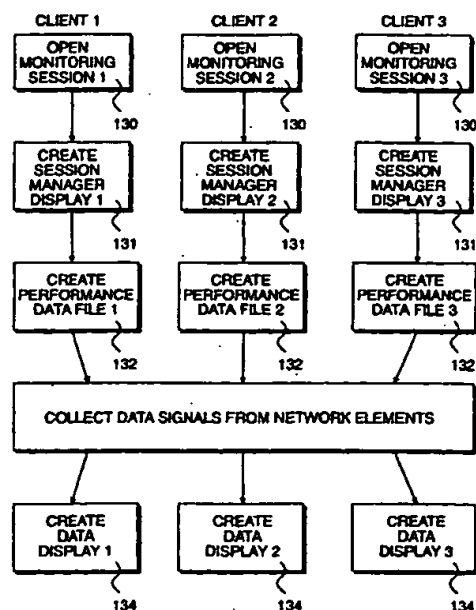 CLIENT 1 CLIENT 2 CLIENT 3
OPEN MONITORING SESSION 1
OPEN MONITORING SESSION 2
OPEN MONITORING SESSION 3
130 130 130
CREATE SESSION MANAGER DISPLAY 1
CREATE SESSION MANAGER DISPLAY 2
CREATE SESSION MANAGER DISPLAY 3
131 131 131
CREATE PERFORMANCE DATA FILE 1
CREATE PERFORMANCE DATA FILE 2
CREATE PERFORMANCE DATA FILE 3
132 132 132
COLLECT DATA SIGNALS FROM NETWORK ELEMENTS
CREATE DATA DISPLAY 1
CREATE DATA DISPLAY 2
CREATE DATA DISPLAY 3
134 134 134